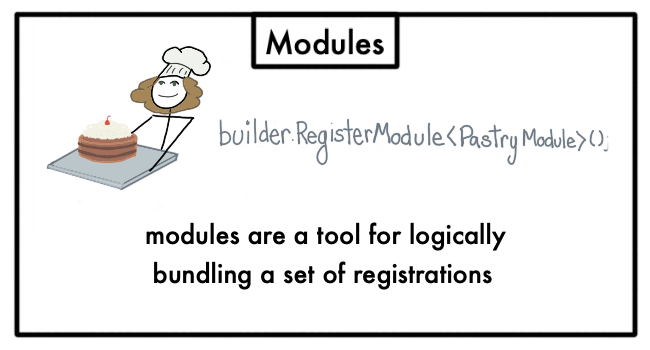 Modules
builder.RegisterModule<PastryModule>();
modules are a tool for logically
bundling a set of registrations